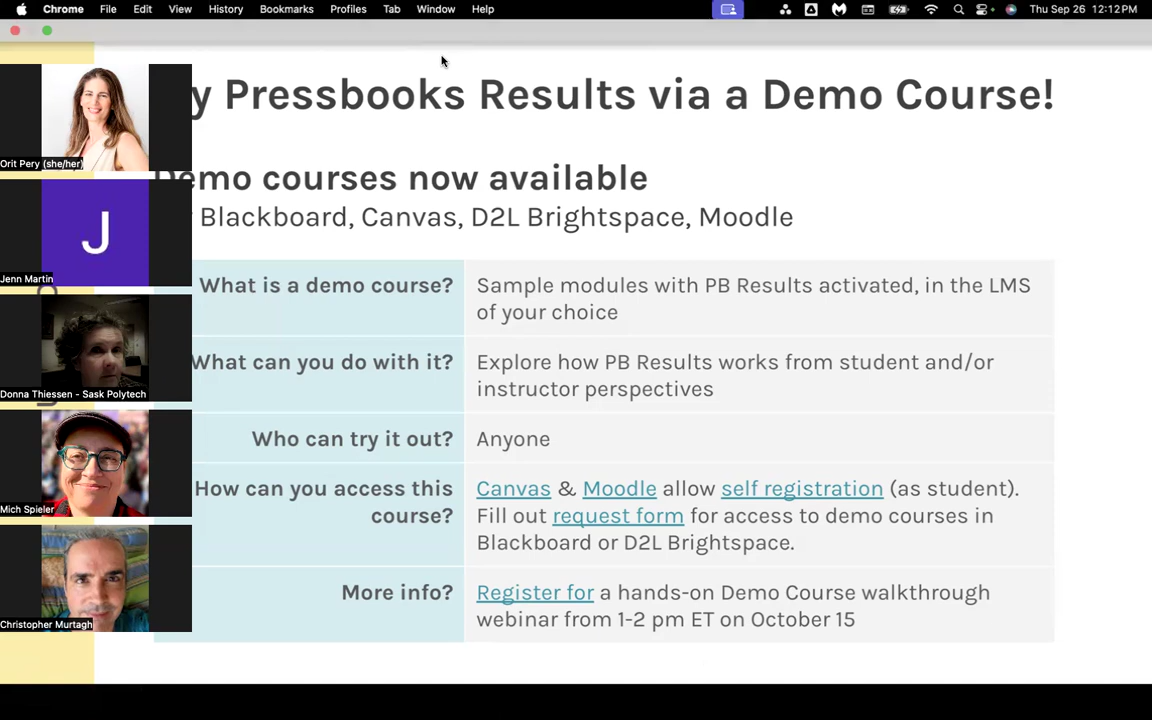 Chrome File Edit View History Bookmarks Profiles Tab Window Help Thu Sep 26 12:12 PM
y Pressbooks Results via a Demo Course!
Orit Pery (she/her)
emo courses now available
Blackboard, Canvas, D2L Brightspace, Moodle
J
Jenn Martin
What is a demo course? Sample modules with PB Results activated, in the LMS
of your choice
What can you do with it? Explore how PB Results works from student and/or
instructor perspectives
Donna Thiessen - Sask Polytech
Who can try it out? Anyone
How can you access this
course?
Canvas & Moodle allow self registration (as student).
Fill out request form for access to demo courses in
Blackboard or D2L Brightspace.
Mich Spieler
More info? Register for a hands-on Demo Course walkthrough
webinar from 1-2 pm ET on October 15
Christopher Murtagh